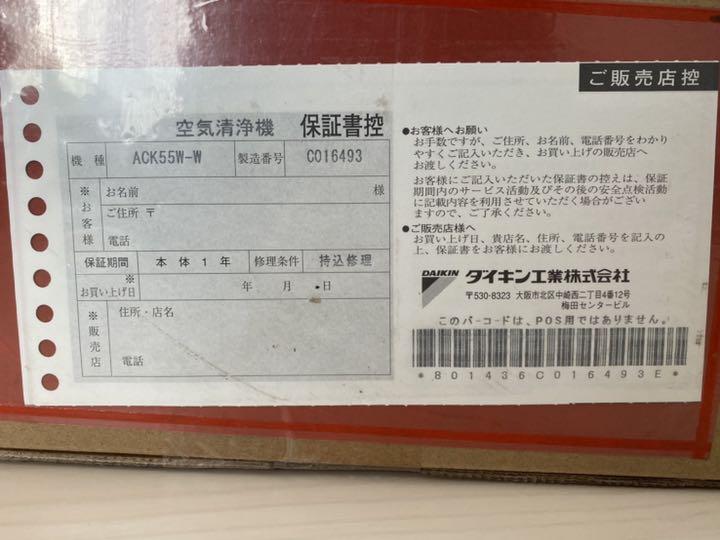 ご販売店控
空気清浄機 保証書控
機種 ACK55W-W 製造番号 C016493
※お客様
お名前 様
ご住所 〒
電話
保証期間 本体1年 修理条件 持込修理
※お買い上げ日 年 月 日
※販売店
住所・店名
電話
●お客様へお願い
お手数ですが、ご住所、お名前、電話番号をわかり
やすくご記入いただき、お買い上げの販売店へ
お渡しください。
お客様にご記入いただいた保証書の控えは、保証
期間内のサービス活動及びその後の安全点検活動
に記載内容を利用させていただく場合がござい
ますので、ご了承ください。
●ご販売店様へ
お買い上げ日、貴店名、住所、電話番号を記入の
上、保証書をお客様にお渡しください。
DAIKIN ダイキン工業株式会社
〒530-8323 大阪市北区中崎西二丁目4番12号
梅田センタービル
このバーコードは、POS用ではありません。
*801436C016493E*